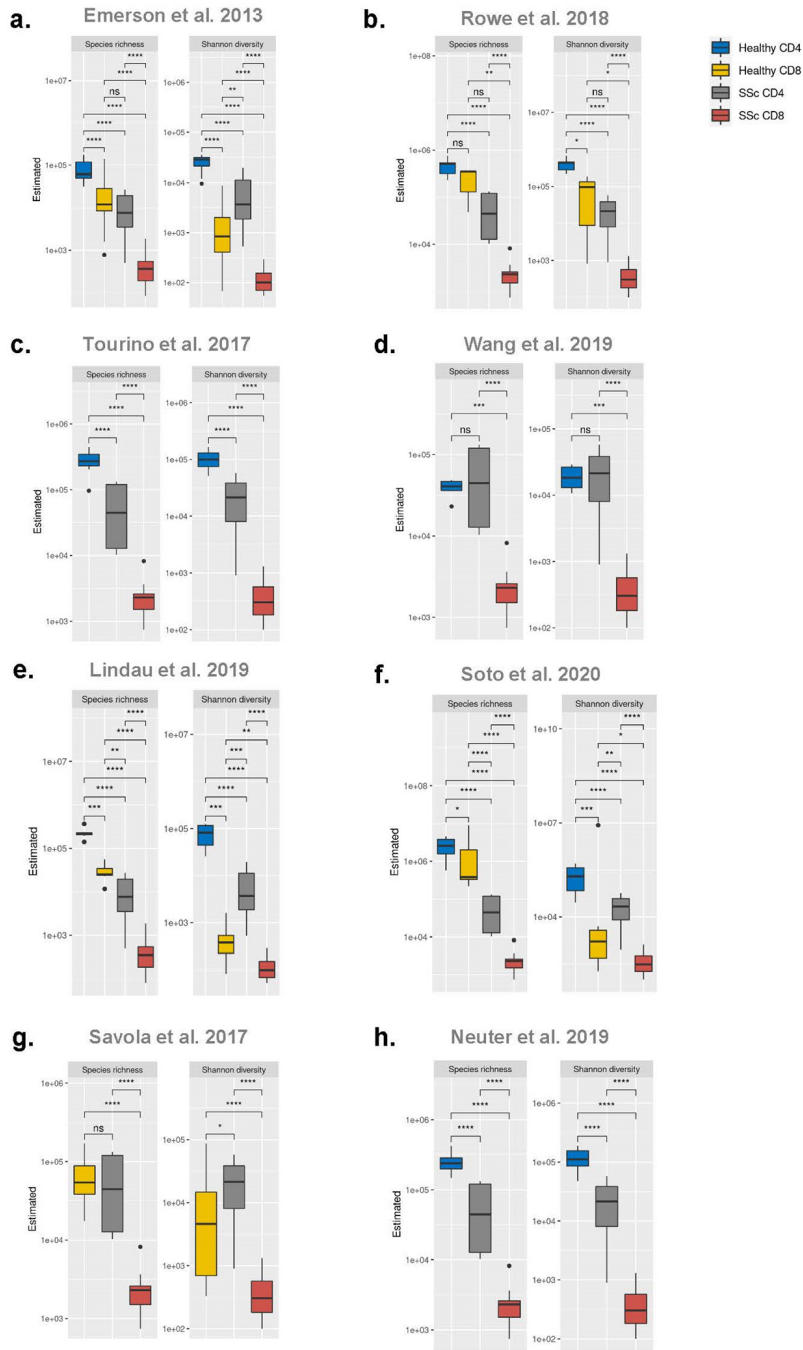 a. Emerson et al. 2013
Species richness
Shannon diversity
Estimated
1e+07
1e+05
1e+03
****
****
ns
****
****
****
1e+06
1e+05
1e+04
1e+03
1e+02
****
****
**
****
****
****
b. Rowe et al. 2018
Species richness
Shannon diversity
Estimated
1e+08
1e+06
1e+04
****
**
ns
****
****
ns
1e+07
1e+05
1e+03
****
*
ns
****
****
*
Healthy CD4
Healthy CD8
SSc CD4
SSc CD8
c. Tourino et al. 2017
Species richness
Shannon diversity
Estimated
1e+06
1e+05
1e+04
1e+03
****
****
****
1e+06
1e+05
1e+04
1e+03
1e+02
****
****
****
d. Wang et al. 2019
Species richness
Shannon diversity
Estimated
1e+05
1e+04
1e+03
****
***
ns
1e+05
1e+04
1e+03
1e+02
****
***
ns
e. Lindau et al. 2019
Species richness
Shannon diversity
Estimated
1e+07
1e+05
1e+03
****
****
**
****
****
***
1e+07
1e+05
1e+03
****
**
***
****
****
***
f. Soto et al. 2020
Species richness
Shannon diversity
Estimated
1e+08
1e+06
1e+04
****
****
****
****
****
*
1e+10
1e+07
1e+04
****
*
**
****
****
***
g. Savola et al. 2017
Species richness
Shannon diversity
Estimated
1e+06
1e+05
1e+04
1e+03
****
****
ns
1e+05
1e+04
1e+03
1e+02
****
****
*
h. Neuter et al. 2019
Species richness
Shannon diversity
Estimated
1e+06
1e+05
1e+04
1e+03
****
****
****
1e+06
1e+05
1e+04
1e+03
1e+02
****
****
****